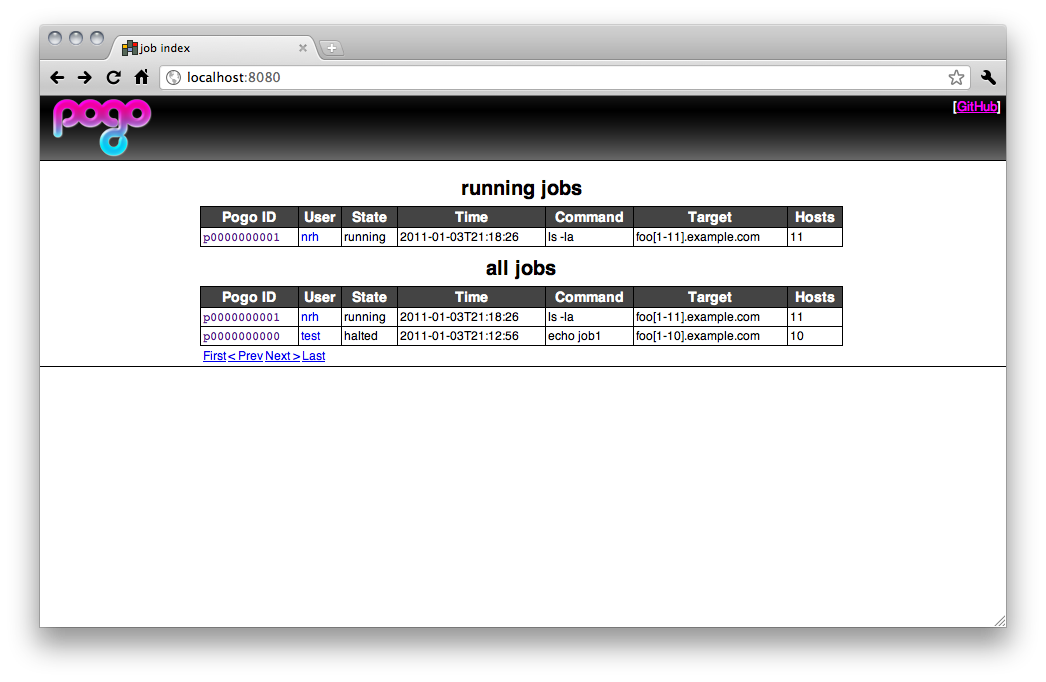 job index
localhost:8080
pogo
[GitHub]
running jobs
Pogo ID User State Time Command Target Hosts
p0000000001 nrh running 2011-01-03T21:18:26 ls -la foo[1-11].example.com 11
all jobs
Pogo ID User State Time Command Target Hosts
p0000000001 nrh running 2011-01-03T21:18:26 ls -la foo[1-11].example.com 11
p0000000000 test halted 2011-01-03T21:12:56 echo job1 foo[1-10].example.com 10
First < Prev Next > Last